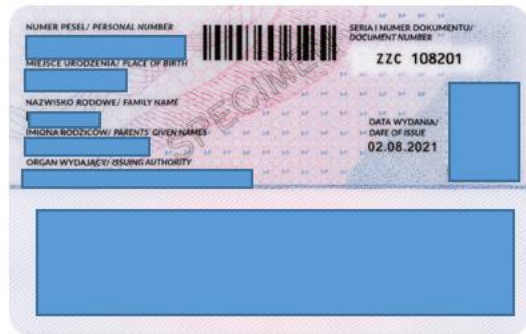 NUMER PESEL/ PERSONAL NUMBER
SERIA I NUMER DOKUMENTU/
DOCUMENT NUMBER
ZZC 108201
MIEJSCE URODZENIA/ PLACE OF BIRTH
SPECIMEN
NAZWISKO RODOWE/ FAMILY NAME
IMIONA RODZICÓW/ PARENTS' GIVEN NAMES
DATA WYDANIA/
DATE OF ISSUE
02.08.2021
ORGAN WYDAJĄCY/ ISSUING AUTHORITY